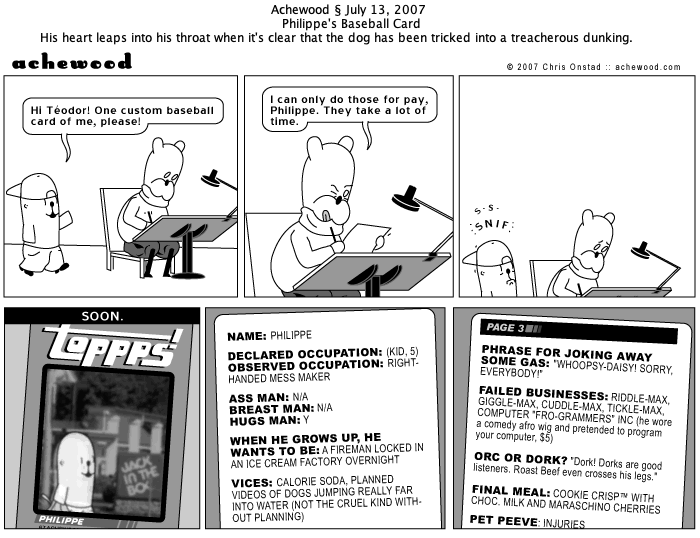 Achewood § July 13, 2007
Philippe's Baseball Card
His heart leaps into his throat when it's clear that the dog has been tricked into a treacherous dunking.
achewood
© 2007 Chris Onstad :: achewood.com
Hi Téodor! One custom baseball
card of me, please!
I can only do those for pay,
Philippe. They take a lot of
time.
S-S-
SNIF
SOON.
TOPPPS!
JACK
IN THE
BOX
PHILIPPE
NAME: PHILIPPE
DECLARED OCCUPATION: (KID, 5)
OBSERVED OCCUPATION: RIGHT-
HANDED MESS MAKER
ASS MAN: N/A
BREAST MAN: N/A
HUGS MAN: Y
WHEN HE GROWS UP, HE
WANTS TO BE: A FIREMAN LOCKED IN
AN ICE CREAM FACTORY OVERNIGHT
VICES: CALORIE SODA, PLANNED
VIDEOS OF DOGS JUMPING REALLY FAR
INTO WATER (NOT THE CRUEL KIND WITH-
OUT PLANNING)
PAGE 3
PHRASE FOR JOKING AWAY
SOME GAS: "WHOOPSY-DAISY! SORRY,
EVERYBODY!"
FAILED BUSINESSES: RIDDLE-MAX,
GIGGLE-MAX, CUDDLE-MAX, TICKLE-MAX,
COMPUTER "FRO-GRAMMERS" INC (he wore
a comedy afro wig and pretended to program
your computer, $5)
ORC OR DORK? "Dork! Dorks are good
listeners. Roast Beef even crosses his legs."
FINAL MEAL: COOKIE CRISP™ WITH
CHOC. MILK AND MARASCHINO CHERRIES
PET PEEVE: INJURIES